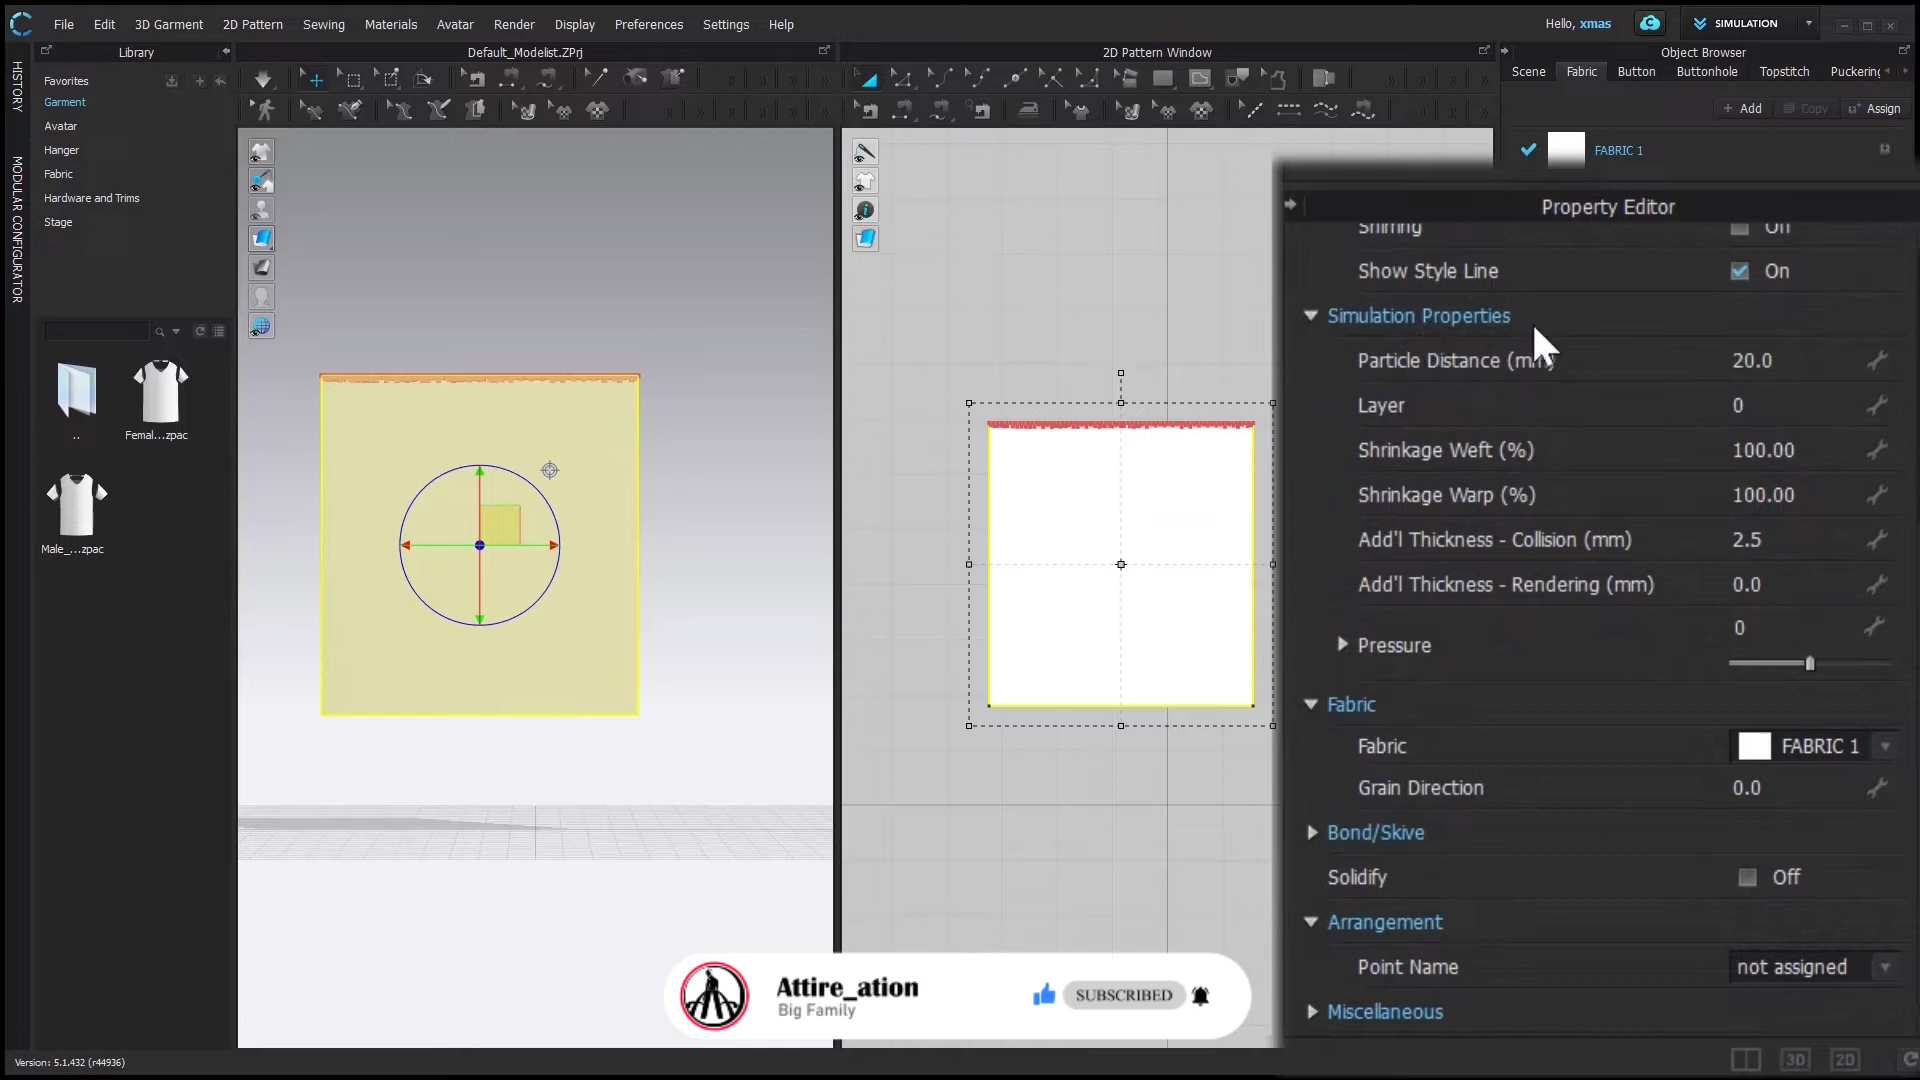 File Edit 3D Garment 2D Pattern Sewing Materials Avatar Render Display Preferences Settings Help
Hello, xmas
SIMULATION
Library
Default_Modelist.ZPrj
2D Pattern Window
Object Browser
HISTORY
MODULAR CONFIGURATOR
Favorites
Garment
Avatar
Hanger
Fabric
Hardware and Trims
Stage
..
Femal...zpac
Male_...zpac
Scene Fabric Button Buttonhole Topstitch Puckering
+ Add Copy Assign
FABRIC 1
Property Editor
Shirring Off
Show Style Line On
Simulation Properties
Particle Distance (mm) 20.0
Layer 0
Shrinkage Weft (%) 100.00
Shrinkage Warp (%) 100.00
Add'l Thickness - Collision (mm) 2.5
Add'l Thickness - Rendering (mm) 0.0
Pressure 0
Fabric
Fabric FABRIC 1
Grain Direction 0.0
Bond/Skive
Solidify Off
Arrangement
Point Name not assigned
Miscellaneous
3D 2D
Attire_ation
Big Family
SUBSCRIBED
Version: 5.1.432 (r44936)